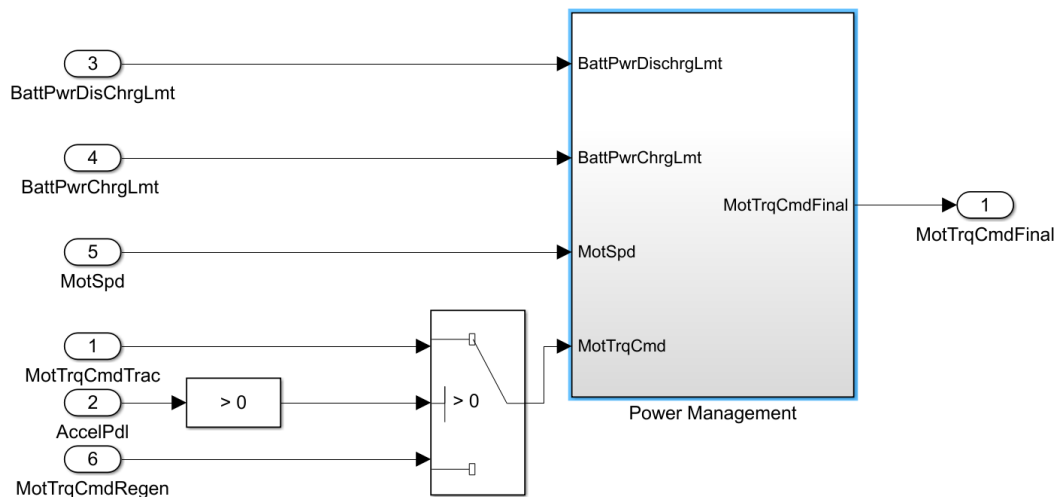 3
BattPwrDisChrgLmt
BattPwrDischrgLmt
4
BattPwrChrgLmt
BattPwrChrgLmt
MotTrqCmdFinal
1
MotTrqCmdFinal
5
MotSpd
MotSpd
1
MotTrqCmdTrac
MotTrqCmd
2
AccelPdl
> 0
> 0
Power Management
6
MotTrqCmdRegen